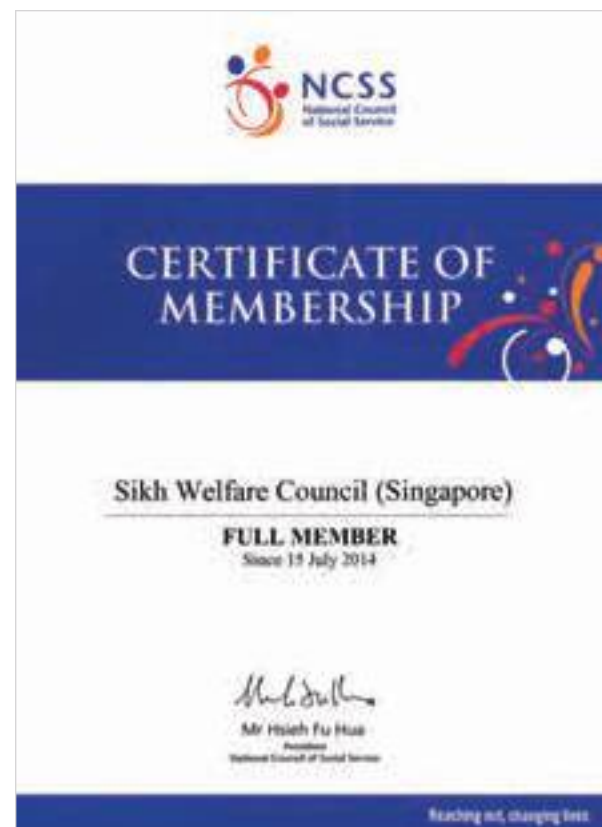 NCSS
National Council
of Social Service
CERTIFICATE OF
MEMBERSHIP
Sikh Welfare Council (Singapore)
FULL MEMBER
Since 15 July 2014
Mr Hsieh Fu Hua
President
National Council of Social Service
Reaching out, changing lives